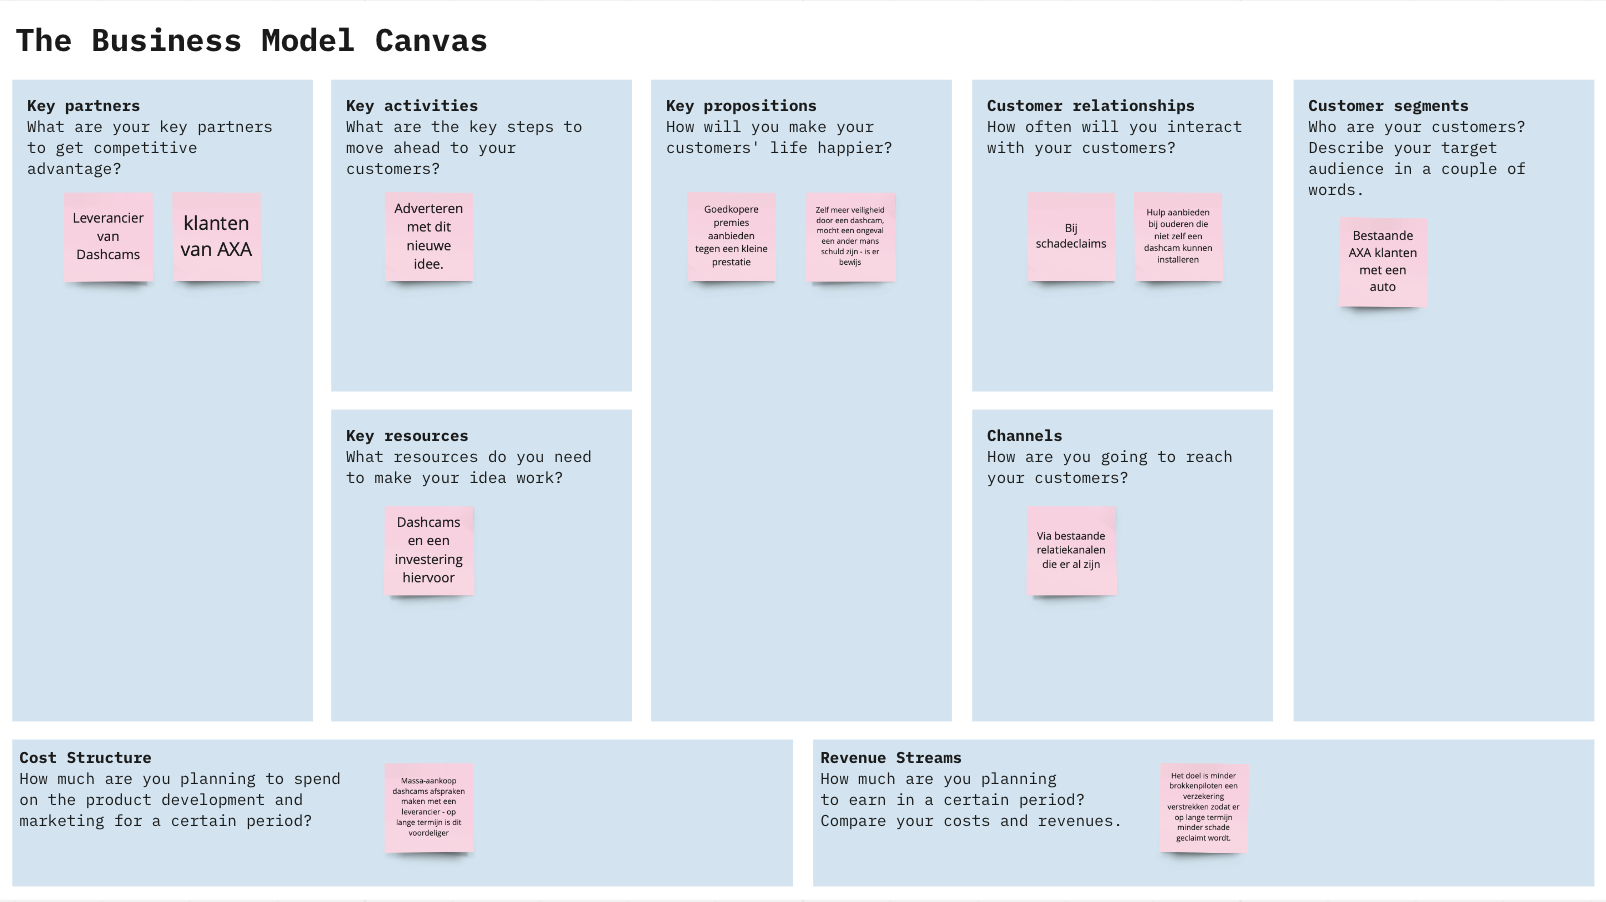 The Business Model Canvas
Key partners
What are your key partners
to get competitive
advantage?
Leverancier
van
Dashcams
klanten
van AXA
Key activities
What are the key steps to
move ahead to your
customers?
Adverteren
met dit
nieuwe
idee.
Key resources
What resources do you need
to make your idea work?
Dashcams
en een
investering
hiervoor
Key propositions
How will you make your
customers' life happier?
Goedkopere
premies
aanbieden
tegen een kleine
prestatie
Zelf meer veiligheid
door een dashcam,
mocht een ongeval
een ander mans
schuld zijn - is er
bewijs
Customer relationships
How often will you interact
with your customers?
Bij
schadeclaims
Hulp aanbieden
bij ouderen die
niet zelf een
dashcam kunnen
installeren
Channels
How are you going to reach
your customers?
Via bestaande
relatiekanalen
die er al zijn
Customer segments
Who are your customers?
Describe your target
audience in a couple of
words.
Bestaande
AXA klanten
met een
auto
Cost Structure
How much are you planning to spend
on the product development and
marketing for a certain period?
Massa-aankoop
dashcams afspraken
maken met een
leverancier - op
lange termijn is dit
voordeliger
Revenue Streams
How much are you planning
to earn in a certain period?
Compare your costs and revenues.
Het doel is minder
brokkenpiloten een
verzekering
verstrekken zodat er
op lange termijn
minder schade
geclaimt wordt.